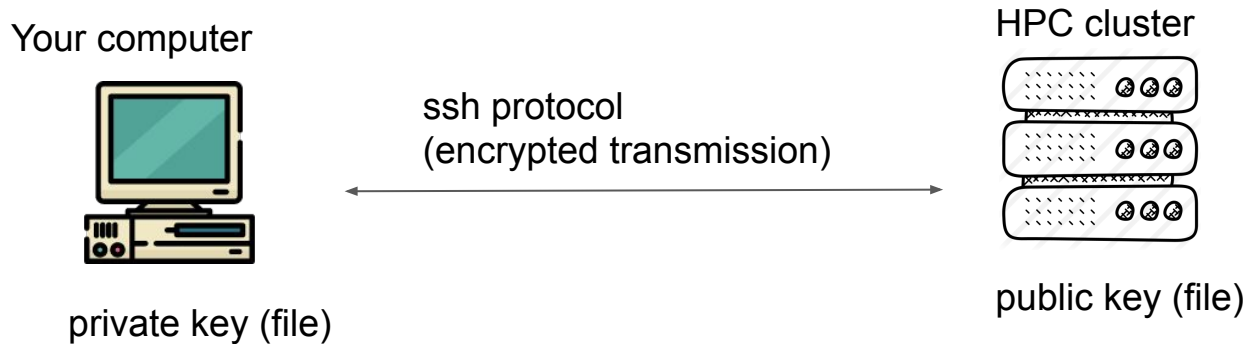 Your computer
HPC cluster
ssh protocol
(encrypted transmission)
private key (file)
public key (file)